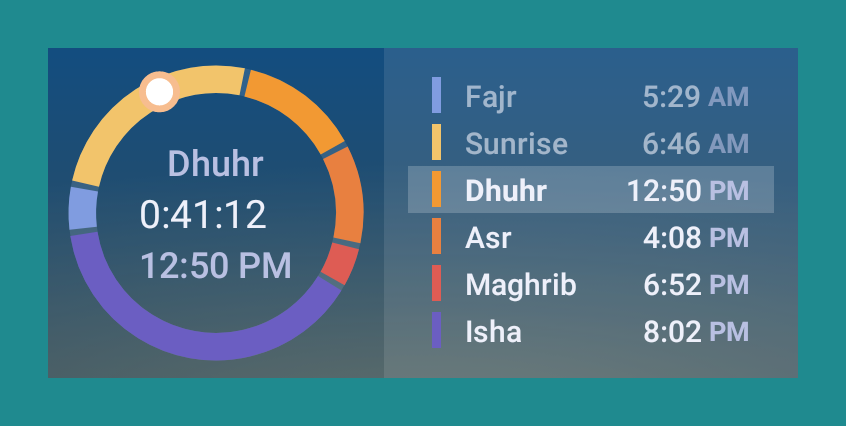 Dhuhr
0:41:12
12:50 PM
Fajr 5:29 AM
Sunrise 6:46 AM
Dhuhr 12:50 PM
Asr 4:08 PM
Maghrib 6:52 PM
Isha 8:02 PM